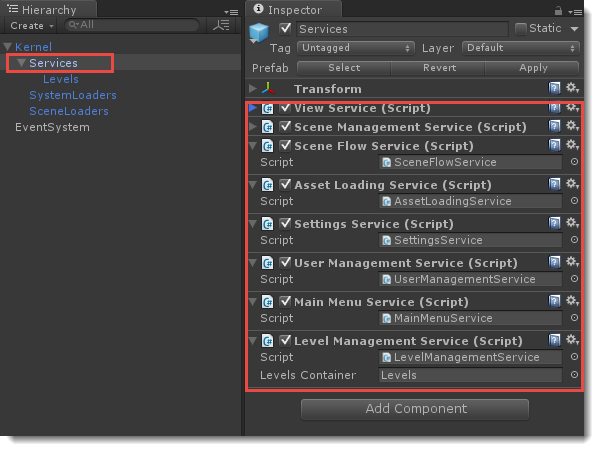 Hierarchy
Create
All
Kernel
Services
Levels
SystemLoaders
SceneLoaders
EventSystem
Inspector
Services
Static
Tag Untagged Layer Default
Prefab Select Revert Apply
Transform
View Service (Script)
Scene Management Service (Script)
Scene Flow Service (Script)
Script SceneFlowService
Asset Loading Service (Script)
Script AssetLoadingService
Settings Service (Script)
Script SettingsService
User Management Service (Script)
Script UserManagementService
Main Menu Service (Script)
Script MainMenuService
Level Management Service (Script)
Script LevelManagementService
Levels Container Levels
Add Component